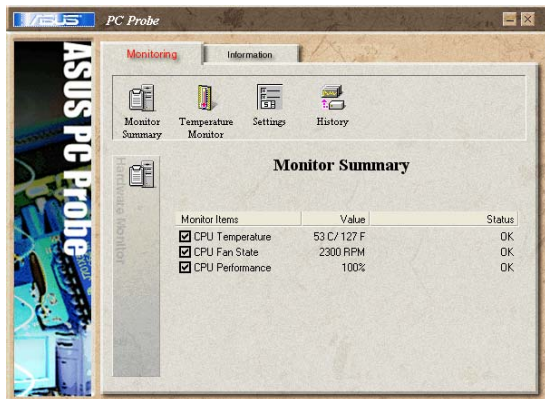 ASUS
PC Probe
ASUS PC Probe
Monitoring
Information
Monitor Summary
Temperature Monitor
Settings
History
Hardware Monitor
Monitor Summary
Monitor Items Value Status
CPU Temperature 53 C/ 127 F OK
CPU Fan State 2300 RPM OK
CPU Performance 100% OK